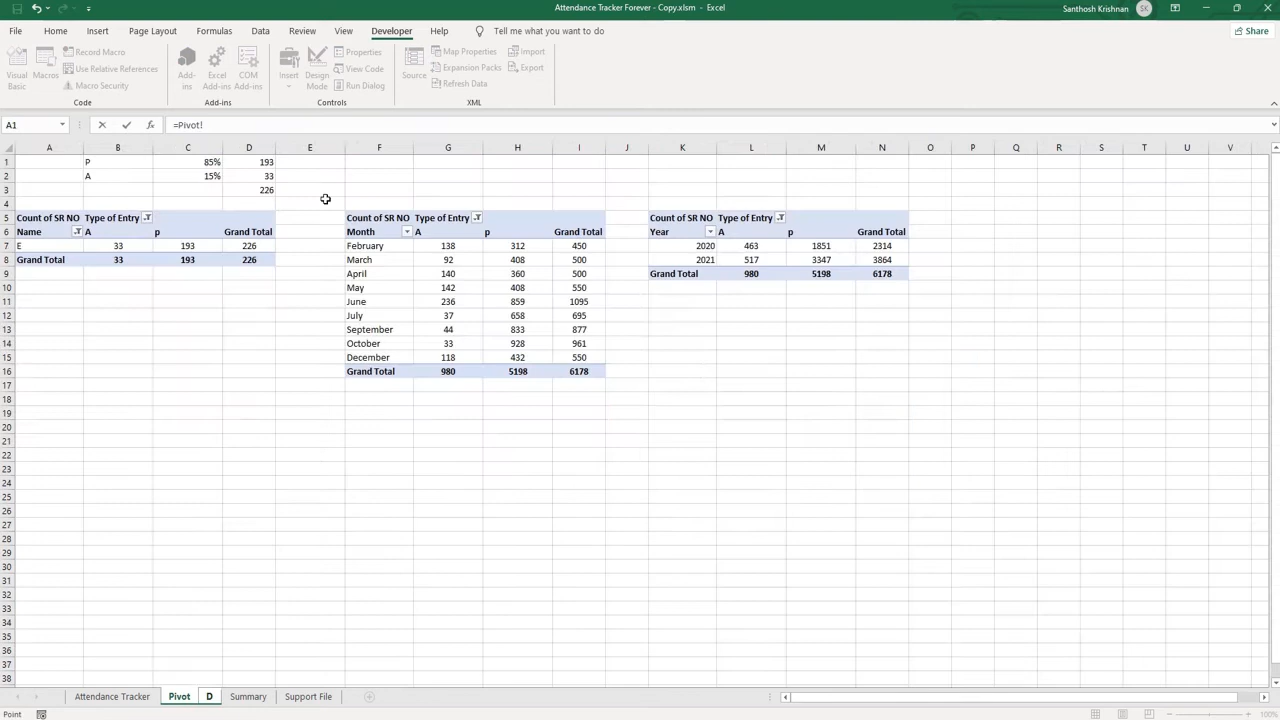 Attendance Tracker Forever - Copy.xlsm - Excel
Santhosh Krishnan SK
File Home Insert Page Layout Formulas Data Review View Developer Help Tell me what you want to do Share
Visual Basic
Macros
Record Macro
Use Relative References
Macro Security
Code
Add-ins
Excel Add-ins
COM Add-ins
Add-ins
Insert
Design Mode
Properties
View Code
Run Dialog
Controls
Source
Map Properties
Expansion Packs
Refresh Data
Import
Export
XML
A1 fx =Pivot!
A B C D E F G H I J K L M N O P Q R S T U V
1 P 85% 193
2 A 15% 33
3 226
4
5 Count of SR NO Type of Entry Count of SR NO Type of Entry Count of SR NO Type of Entry
6 Name A p Grand Total Month A p Grand Total Year A p Grand Total
7 E 33 193 226 February 138 312 450 2020 463 1851 2314
8 Grand Total 33 193 226 March 92 408 500 2021 517 3347 3864
9 April 140 360 500 Grand Total 980 5198 6178
10 May 142 408 550
11 June 236 859 1095
12 July 37 658 695
13 September 44 833 877
14 October 33 928 961
15 December 118 432 550
16 Grand Total 980 5198 6178
17
18
19
20
21
22
23
24
25
26
27
28
29
30
31
32
33
34
35
36
37
38
Attendance Tracker Pivot D Summary Support File
Point 100%